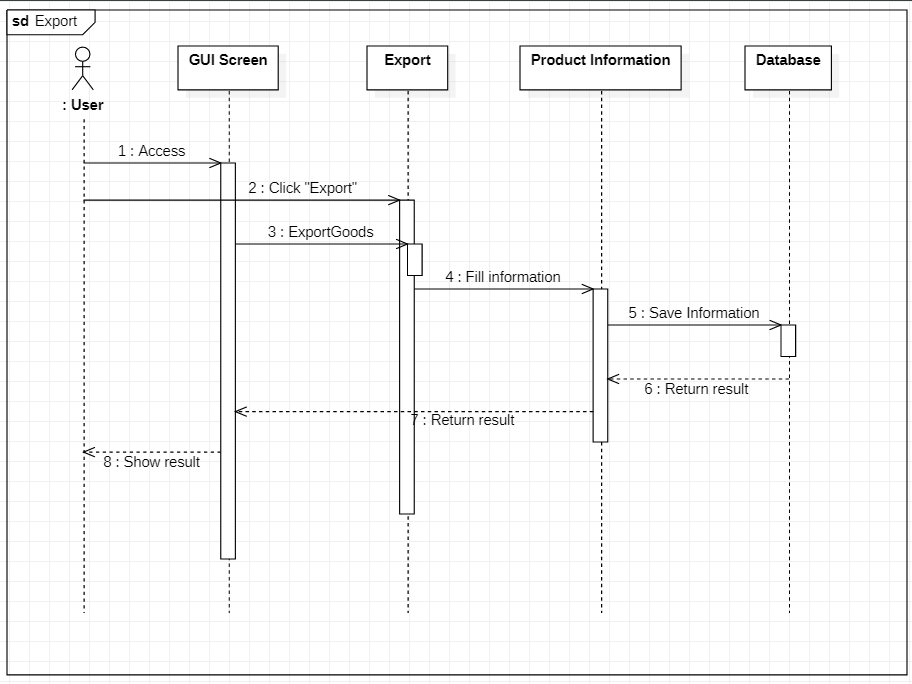 sd Export
GUI Screen
Export
Product Information
Database
: User
1 : Access
2 : Click "Export"
3 : ExportGoods
4 : Fill information
5 : Save Information
6 : Return result
7 : Return result
8 : Show result